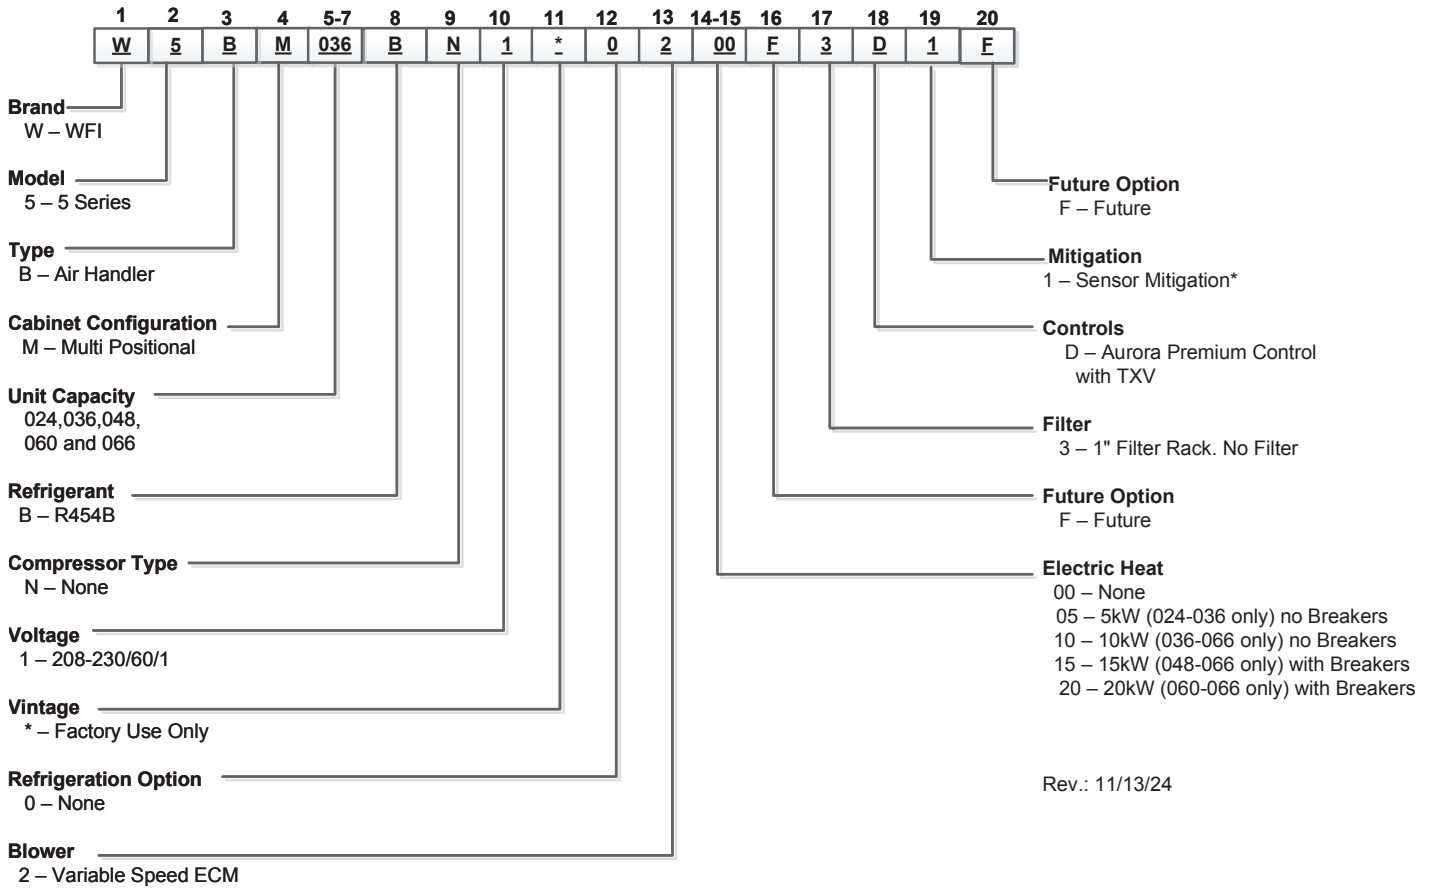 1 2 3 4 5-7 8 9 10 11 12 13 14-15 16 17 18 19 20
W 5 B M 036 B N 1 * 0 2 00 F 3 D 1 F
Brand
W – WFI
Model
5 – 5 Series
Type
B – Air Handler
Cabinet Configuration
M – Multi Positional
Unit Capacity
024,036,048,
060 and 066
Refrigerant
B – R454B
Compressor Type
N – None
Voltage
1 – 208-230/60/1
Vintage
* – Factory Use Only
Refrigeration Option
0 – None
Blower
2 – Variable Speed ECM
Future Option
F – Future
Mitigation
1 – Sensor Mitigation*
Controls
D – Aurora Premium Control
with TXV
Filter
3 – 1" Filter Rack. No Filter
Future Option
F – Future
Electric Heat
00 – None
05 – 5kW (024-036 only) no Breakers
10 – 10kW (036-066 only) no Breakers
15 – 15kW (048-066 only) with Breakers
20 – 20kW (060-066 only) with Breakers
Rev.: 11/13/24